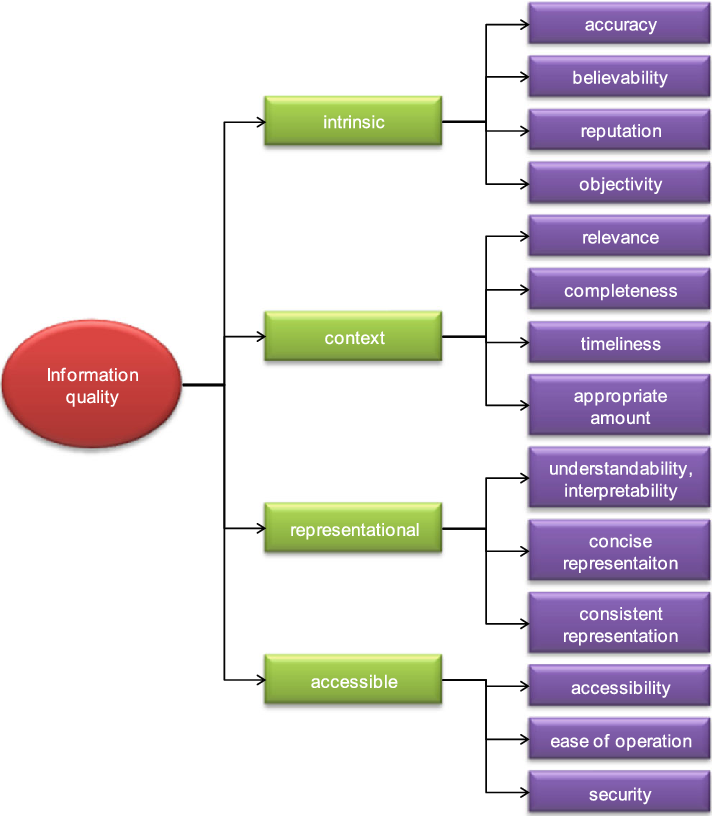 Information
quality
intrinsic
accuracy
believability
reputation
objectivity
context
relevance
completeness
timeliness
appropriate
amount
representational
understandability,
interpretability
concise
representaiton
consistent
representation
accessible
accessibility
ease of operation
security